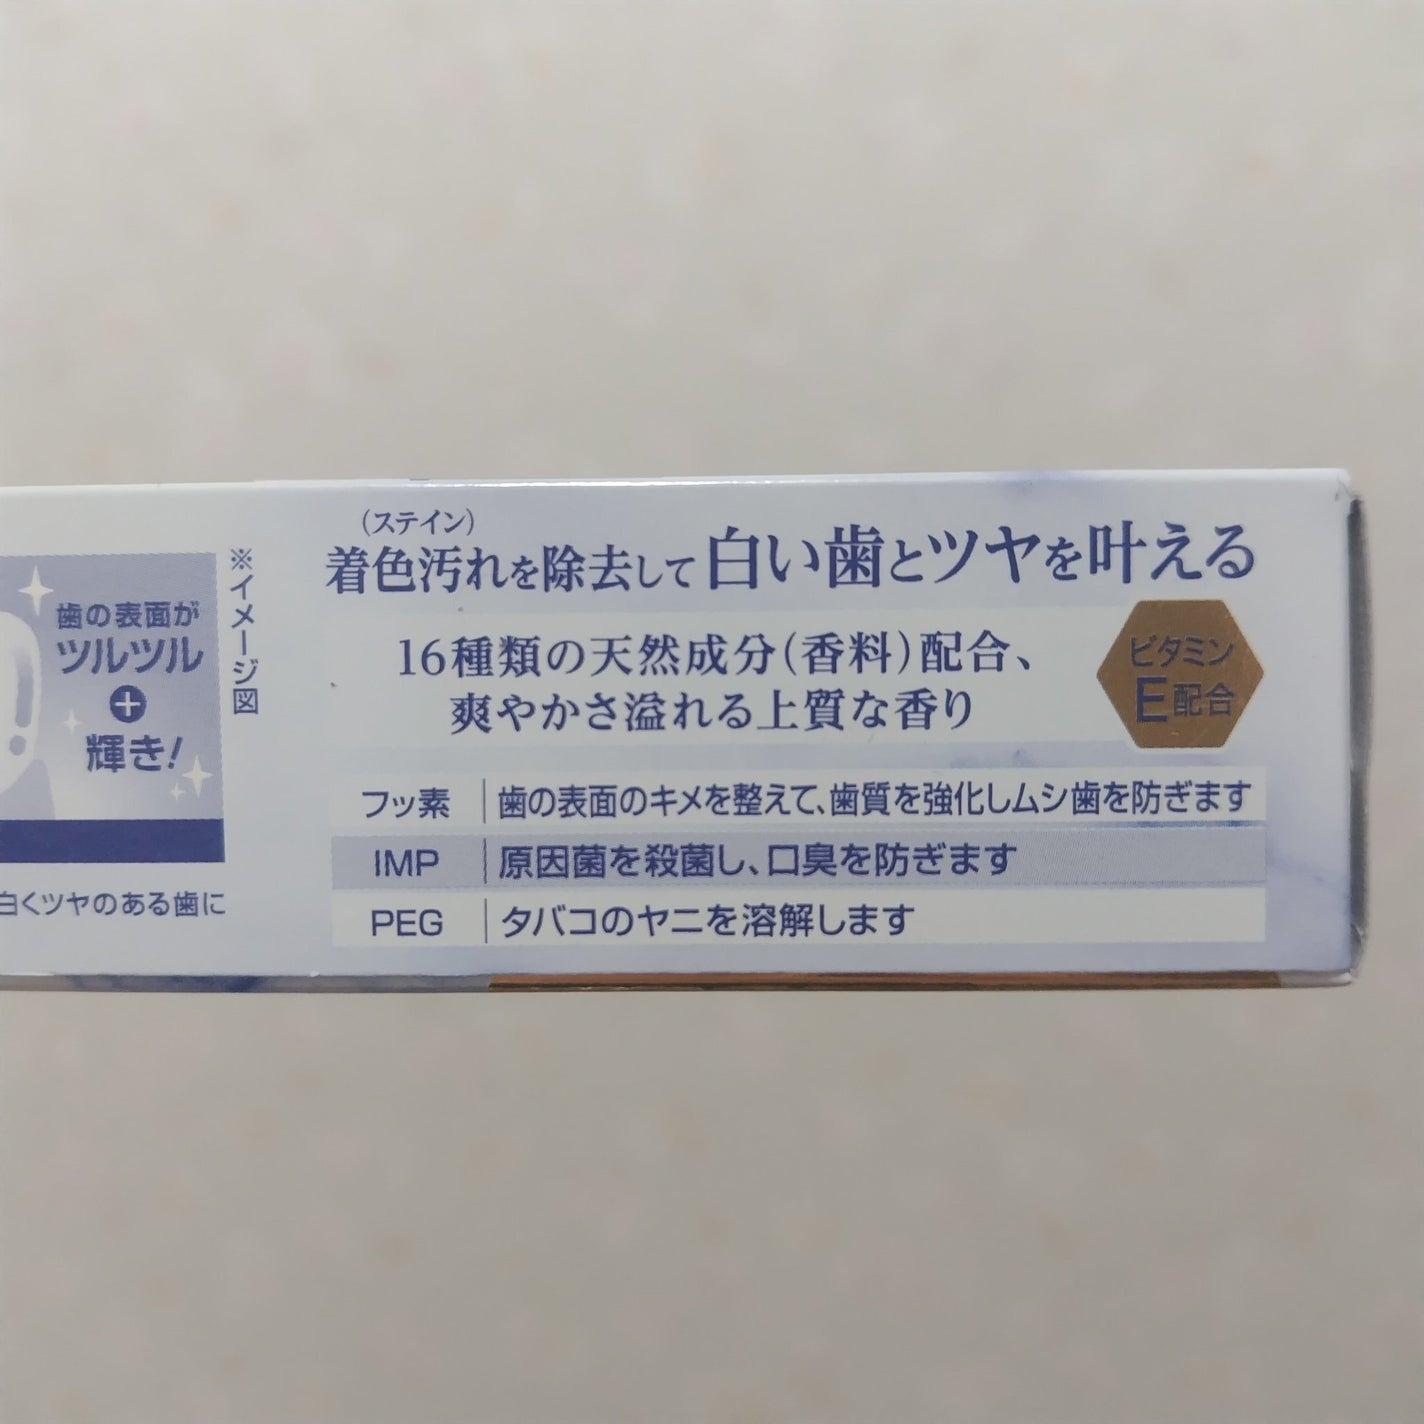 歯の表面が
ツルツル
+
輝き!
※イメージ図
白くツヤのある歯に
(ステイン)
着色汚れを除去して白い歯とツヤを叶える
16種類の天然成分(香料)配合、
爽やかさ溢れる上質な香り
ビタミン
E配合
フッ素 歯の表面のキメを整えて、歯質を強化しムシ歯を防ぎます
IMP 原因菌を殺菌し、口臭を防ぎます
PEG タバコのヤニを溶解します